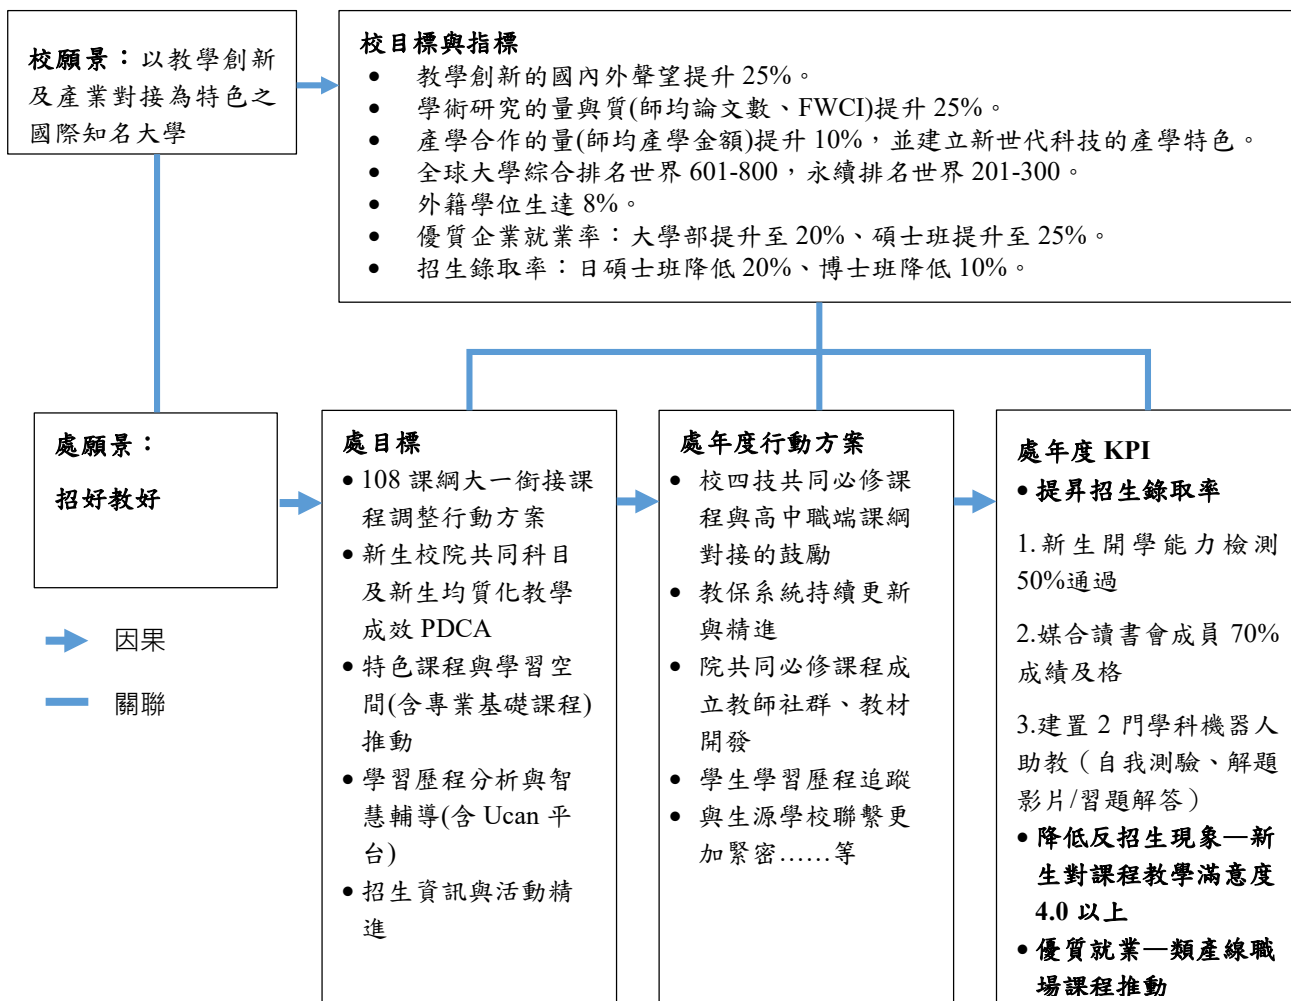 校願景：以教學創新
及產業對接為特色之
國際知名大學
校目標與指標
• 教學創新的國內外聲望提升 25%。
• 學術研究的量與質(師均論文數、FWCI)提升 25%。
• 產學合作的量(師均產學金額)提升 10%，並建立新世代科技的產學特色。
• 全球大學綜合排名世界 601-800，永續排名世界 201-300。
• 外籍學位生達 8%。
• 優質企業就業率：大學部提升至 20%、碩士班提升至 25%。
• 招生錄取率：日碩士班降低 20%、博士班降低 10%。
處願景：
招好教好
因果
關聯
處目標
• 108 課綱大一銜接課
程調整行動方案
• 新生校院共同科目
及新生均質化教學
成效 PDCA
• 特色課程與學習空
間(含專業基礎課程)
推動
• 學習歷程分析與智
慧輔導(含 Ucan 平
台)
• 招生資訊與活動精
進
處年度行動方案
• 校四技共同必修課
程與高中職端課綱
對接的鼓勵
• 教保系統持續更新
與精進
• 院共同必修課程成
立教師社群、教材
開發
• 學生學習歷程追蹤
• 與生源學校聯繫更
加緊密……等
處年度 KPI
• 提昇招生錄取率
1.新生開學能力檢測
50%通過
2.媒合讀書會成員 70%
成績及格
3.建置 2 門學科機器人
助教（自我測驗、解題
影片/習題解答）
• 降低反招生現象—新
生對課程教學滿意度
4.0 以上
• 優質就業—類產線職
場課程推動